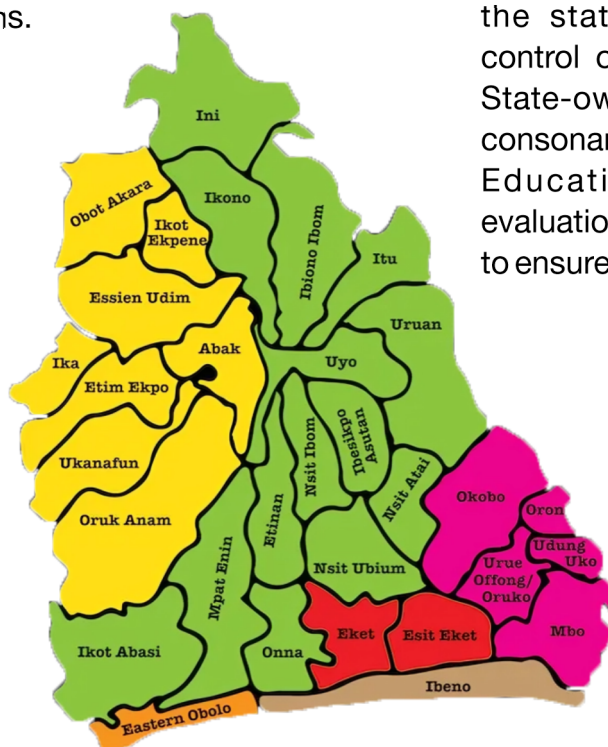 ns.
the stat
control o
State-ow
consonan
Educati
evaluatio
to ensure
Ini
Obot Akara
Ikono
Ikot
Ekpene
Ibiono Ibom
Itu
Essien Udim
Uruan
Abak
Uyo
Ika
Etim Ekpo
Ukanafun
Nsit Ibom
Ibesikpo
Asutan
Nsit Atai
Okobo
Oron
Oruk Anam
Etinan
Udung
Uko
Mpat Enin
Nsit Ubium
Urue
Offong/
Oruko
Eket
Esit Eket
Mbo
Ikot Abasi
Onna
Ibeno
Eastern Obolo